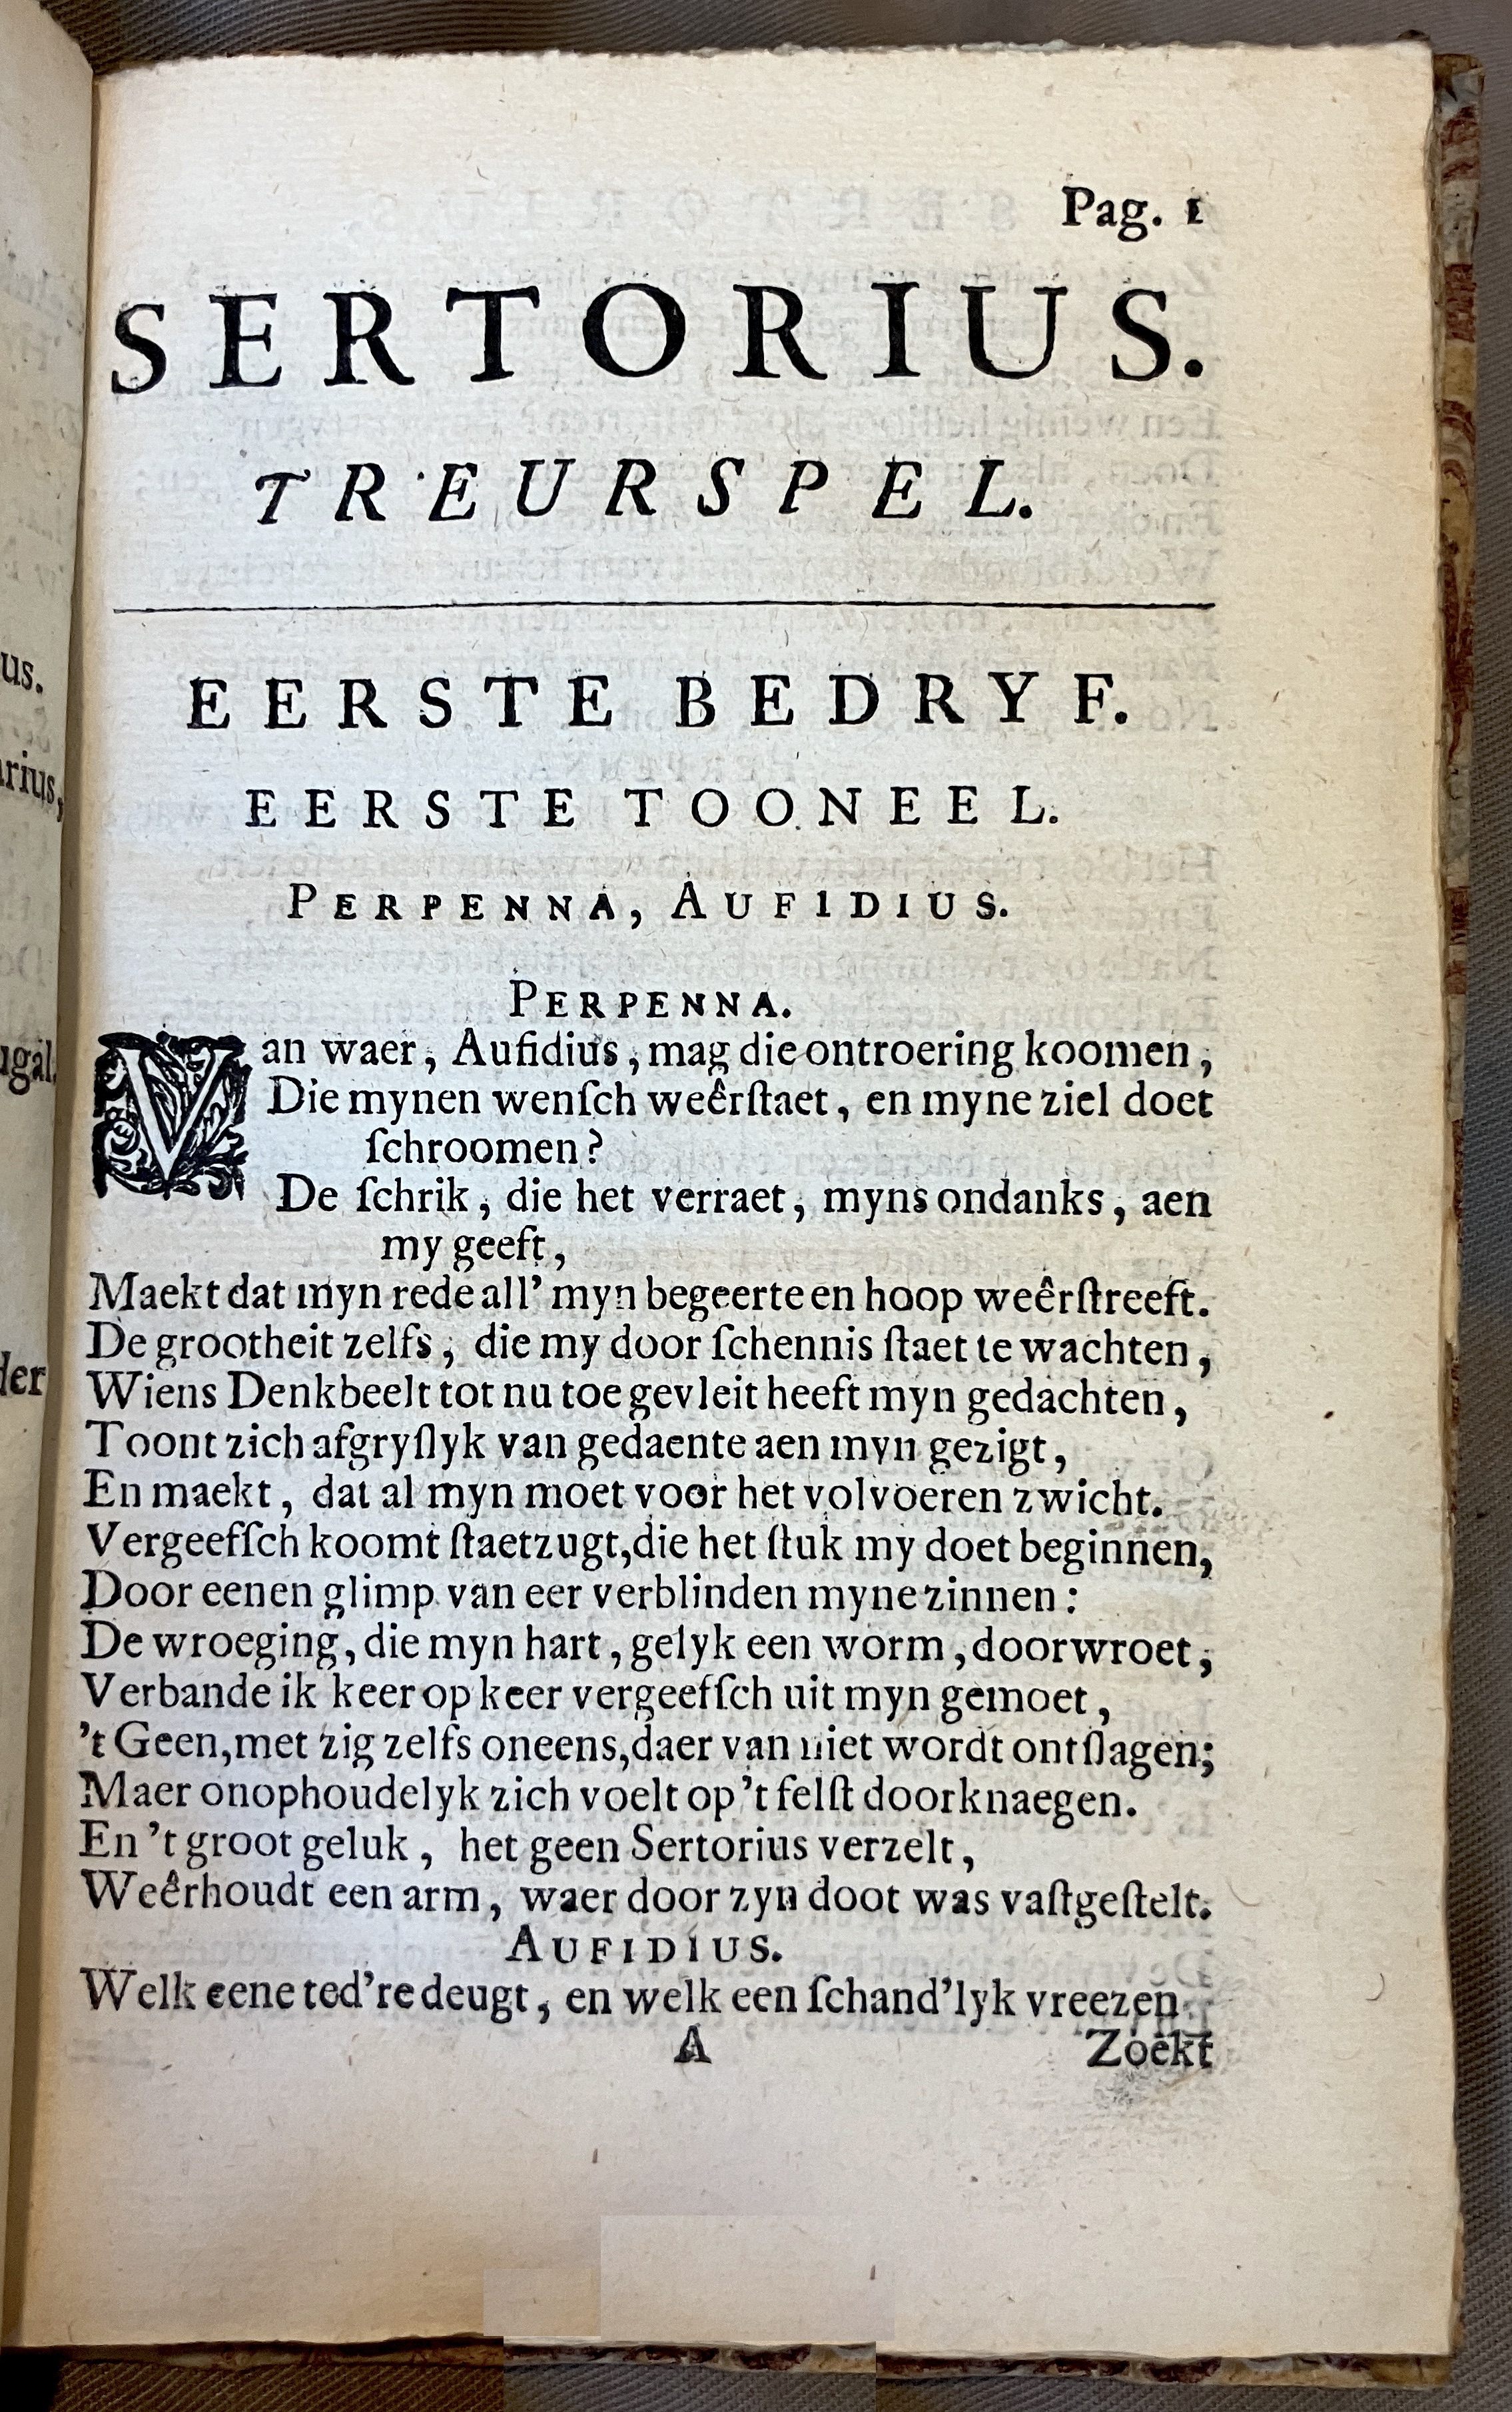 Pag. 1
SERTORIUS.
TREURSPEL.
EERSTE BEDRYF.
EERSTE TOONEEL.
PERPENNA, AUFIDIUS.
PERPENNA.
Van waer, Aufidius, mag die ontroering koomen,
Die mynen wenſch weêrſtaet, en myne ziel doet
ſchroomen?
De ſchrik, die het verraet, myns ondanks, aen
my geeft,
Maekt dat myn rede all' myn begeerte en hoop weêrſtreeft.
De grootheit zelfs, die my door ſchennis ſtaet te wachten,
Wiens Denkbeelt tot nu toe gevleit heeft myn gedachten,
Toont zich afgryſlyk van gedaente aen myn gezigt,
En maekt, dat al myn moet voor het volvoeren zwicht.
Vergeefſch koomt ſtaetzugt, die het ſtuk my doet beginnen,
Door eenen glimp van eer verblinden myne zinnen:
De wroeging, die myn hart, gelyk een worm, doorwroet,
Verbande ik keer op keer vergeefſch uit myn gemoet,
't Geen, met zig zelfs oneens, daer van niet wordt ontſlagen;
Maer onophoudelyk zich voelt op 't felſt doorknaegen.
En 't groot geluk, het geen Sertorius verzelt,
Weêrhoudt een arm, waer door zyn doot was vaſtgeſtelt.
AUFIDIUS.
Welk eene ted're deugt, en welk een ſchand'lyk vreezen
A
Zoekt
us.
arius,
ugal.
der